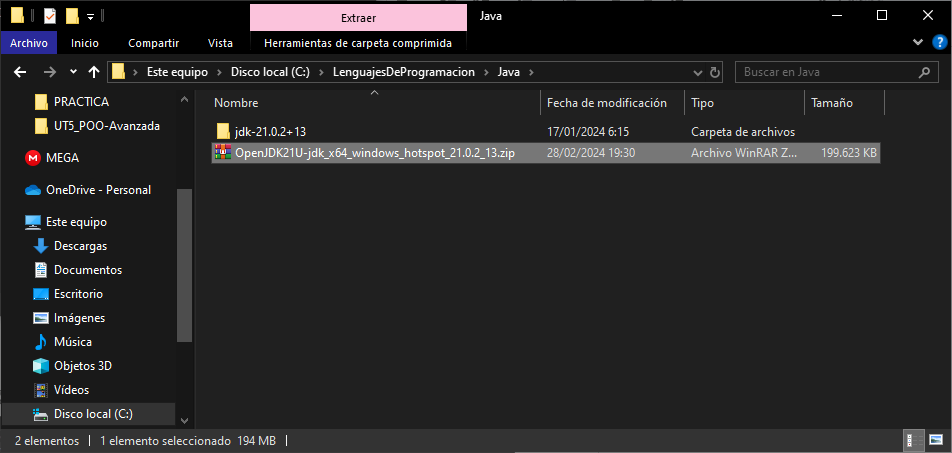 Extraer
Java
Archivo
Inicio
Compartir
Vista
Herramientas de carpeta comprimida
Este equipo
Disco local (C:)
LenguajesDeProgramacion
Java
Buscar en Java
Nombre
Fecha de modificación
Tipo
Tamaño
PRACTICA
UT5_POO-Avanzada
MEGA
OneDrive - Personal
Este equipo
Descargas
Documentos
Escritorio
Imágenes
Música
Objetos 3D
Vídeos
Disco local (C:)
jdk-21.0.2+13
17/01/2024 6:15
Carpeta de archivos
OpenJDK21U-jdk_x64_windows_hotspot_21.0.2_13.zip
28/02/2024 19:30
Archivo WinRAR Z...
199.623 KB
2 elementos
1 elemento seleccionado 194 MB